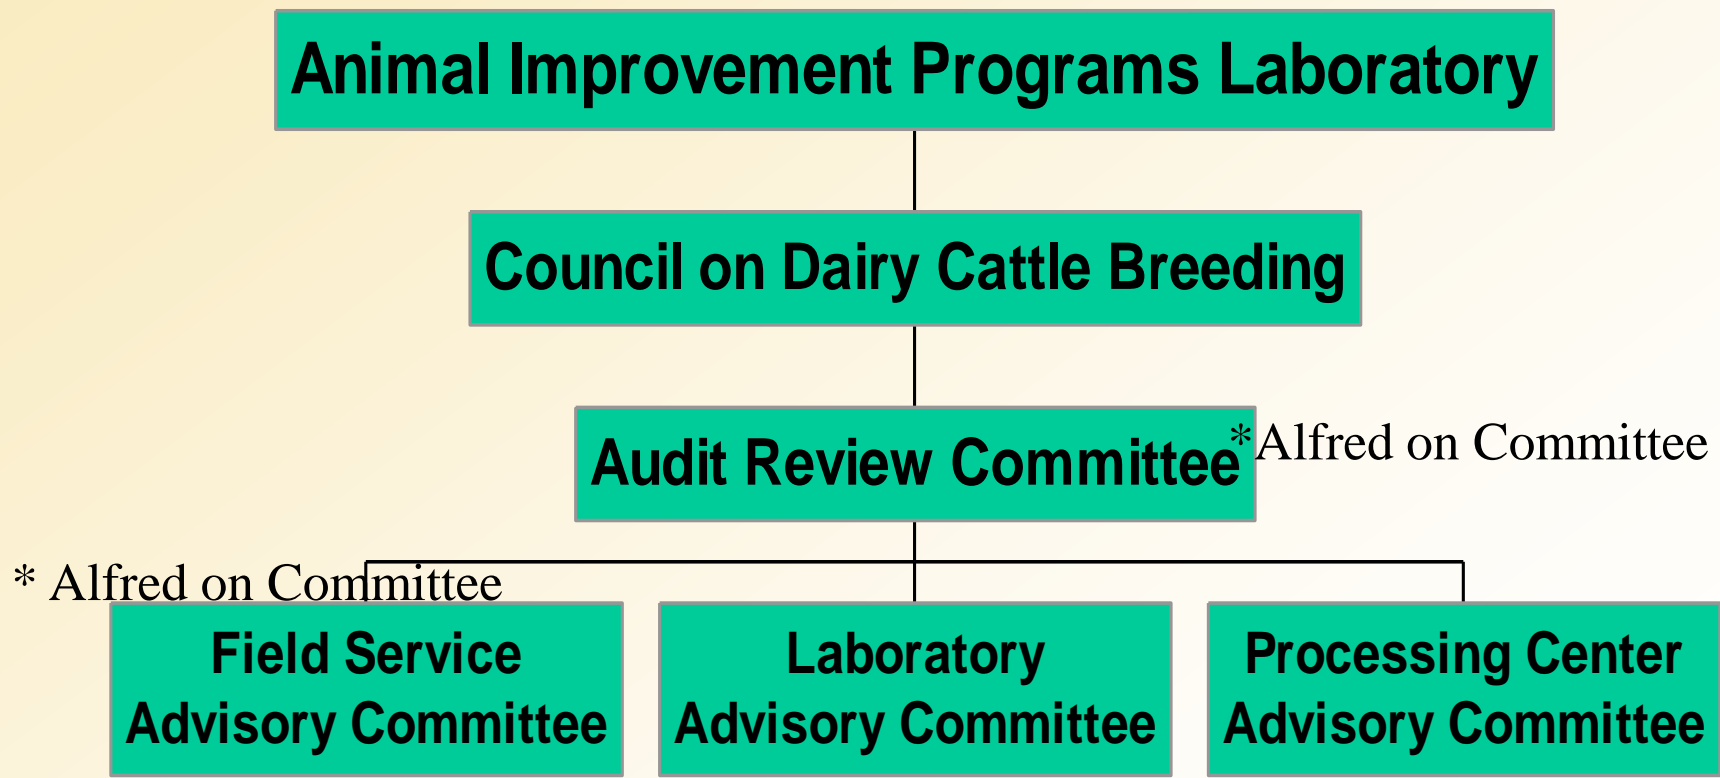 Animal Improvement Programs Laboratory
Council on Dairy Cattle Breeding
Audit Review Committee
*Alfred on Committee
* Alfred on Committee
Field Service
Advisory Committee
Laboratory
Advisory Committee
Processing Center
Advisory Committee